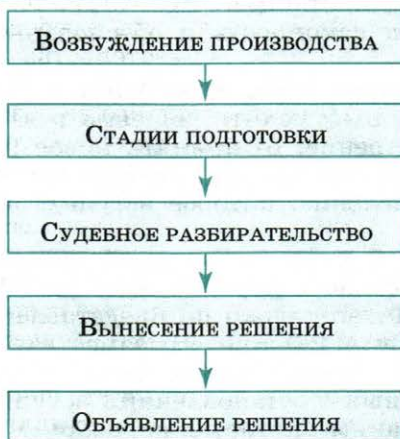 Возбуждение производства
Стадии подготовки
Судебное разбирательство
Вынесение решения
Объявление решения